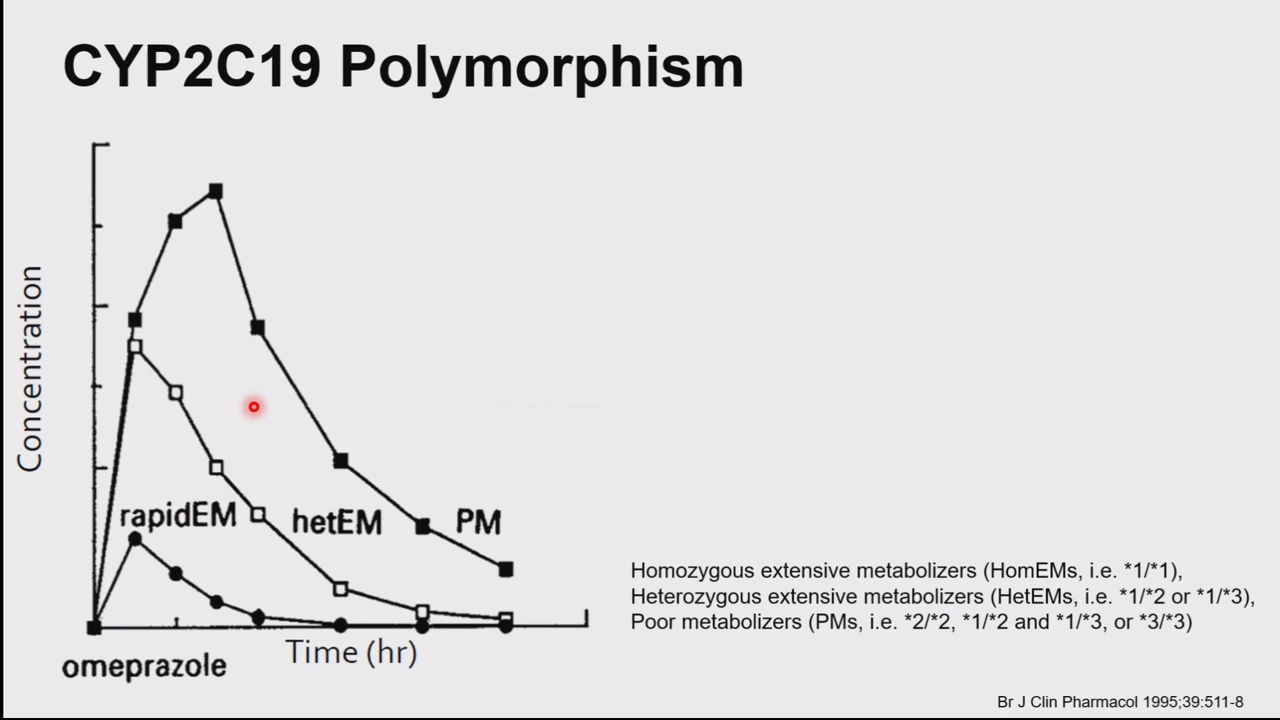 CYP2C19 Polymorphism
Concentration
rapidEM
hetEM
PM
Time (hr)
omeprazole
Homozygous extensive metabolizers (HomEMs, i.e. *1/*1),
Heterozygous extensive metabolizers (HetEMs, i.e. *1/*2 or *1/*3),
Poor metabolizers (PMs, i.e. *2/*2, *1/*2 and *1/*3, or *3/*3)
Br J Clin Pharmacol 1995;39:511-8